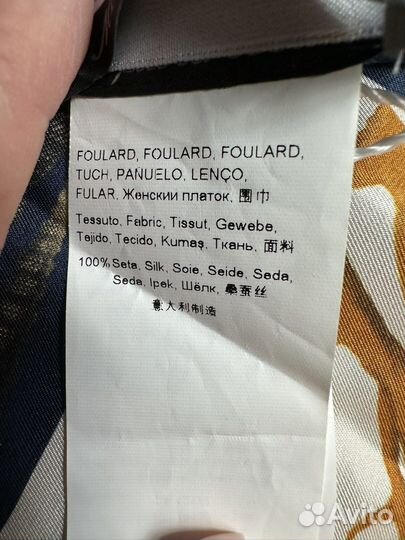 FOULARD, FOULARD, FOULARD,
TUCH, PAÑUELO, LENÇO,
FULAR, Женский платок, 围巾
Tessuto, Fabric, Tissut, Gewebe,
Tejido, Tecido, Kumaş, Ткань, 面料
100% Seta, Silk, Soie, Seide, Seda,
Seda, Ipek, Шёлк, 桑蚕丝
意大利制造
Avito